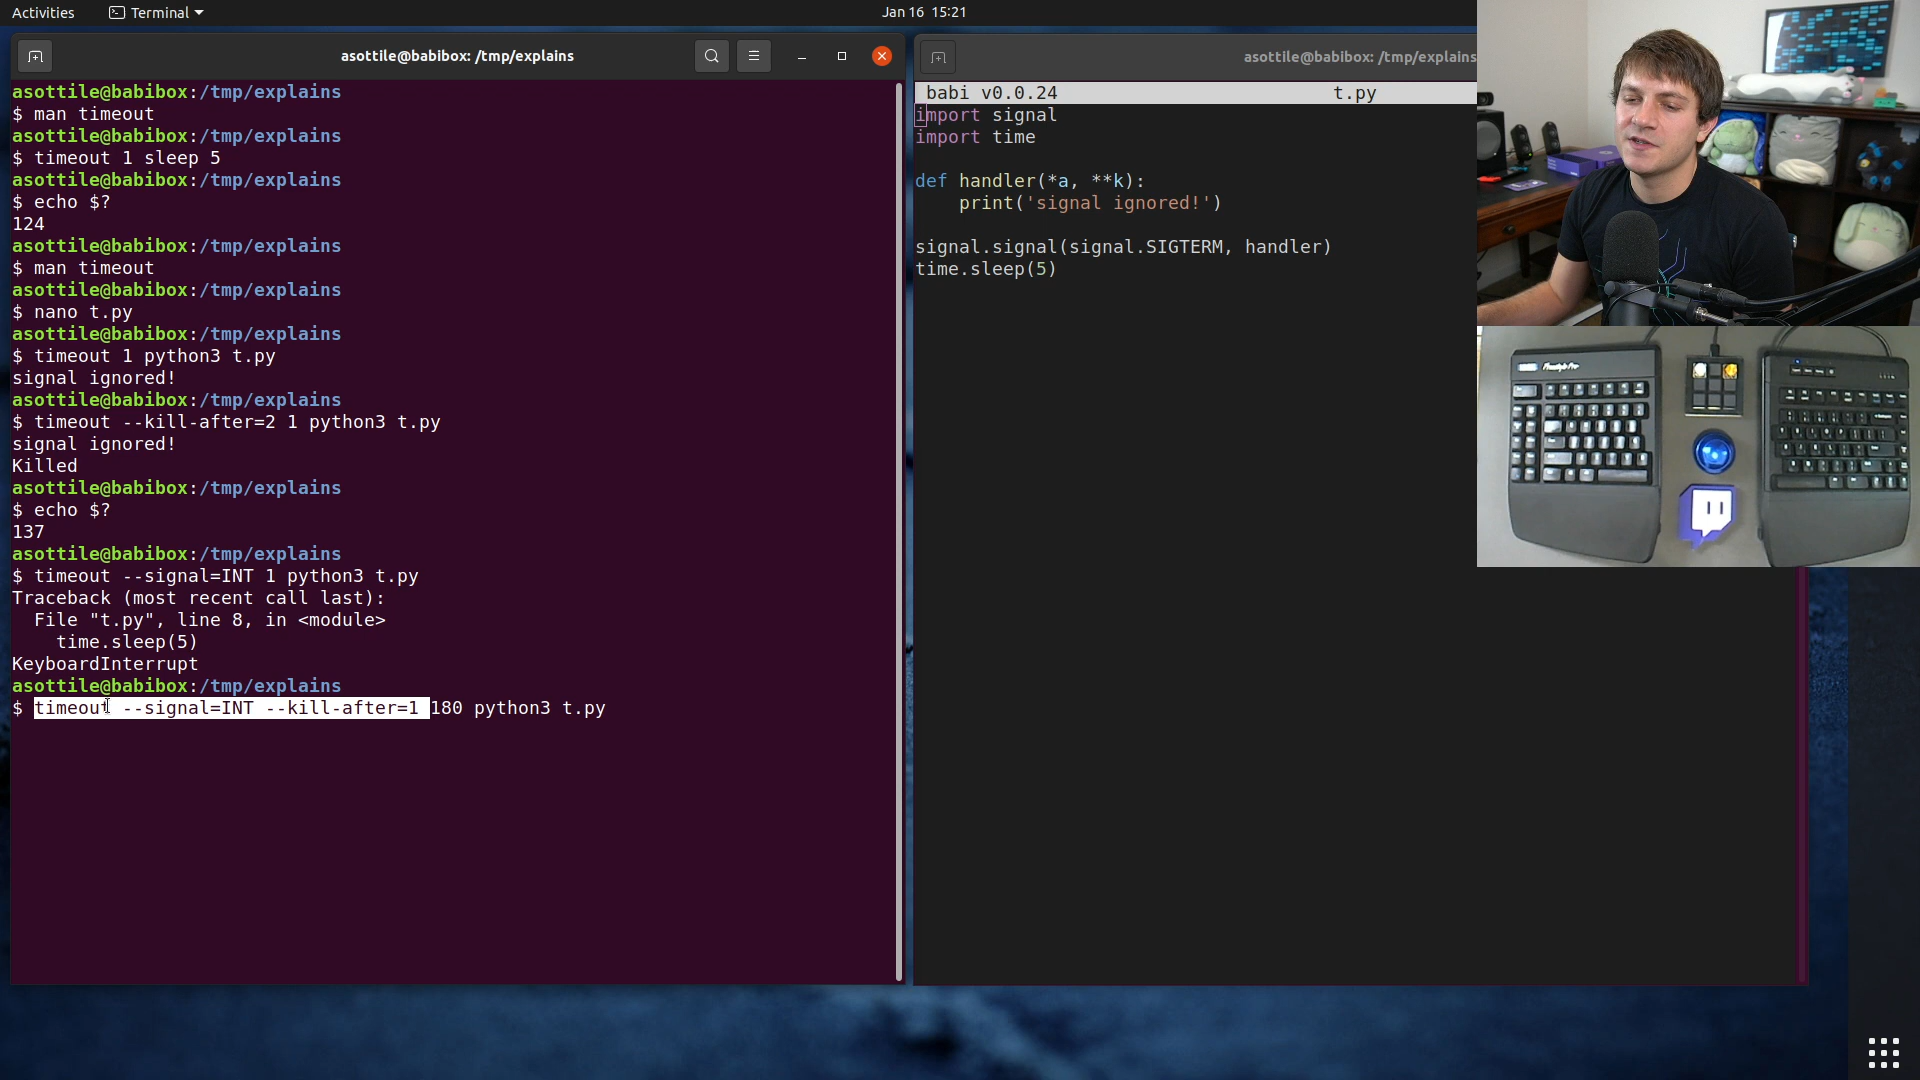 Activities
Terminal
Jan 16 15:21
asottile@babibox: /tmp/explains
asottile@babibox:/tmp/explains
$ man timeout
asottile@babibox:/tmp/explains
$ timeout 1 sleep 5
asottile@babibox:/tmp/explains
$ echo $?
124
asottile@babibox:/tmp/explains
$ man timeout
asottile@babibox:/tmp/explains
$ nano t.py
asottile@babibox:/tmp/explains
$ timeout 1 python3 t.py
signal ignored!
asottile@babibox:/tmp/explains
$ timeout --kill-after=2 1 python3 t.py
signal ignored!
Killed
asottile@babibox:/tmp/explains
$ echo $?
137
asottile@babibox:/tmp/explains
$ timeout --signal=INT 1 python3 t.py
Traceback (most recent call last):
  File "t.py", line 8, in <module>
    time.sleep(5)
KeyboardInterrupt
asottile@babibox:/tmp/explains
$ timeout --signal=INT --kill-after=1 180 python3 t.py
asottile@babibox: /tmp/explains
babi v0.0.24 t.py
import signal
import time
def handler(*a, **k):
    print('signal ignored!')
signal.signal(signal.SIGTERM, handler)
time.sleep(5)
Freestyle Pro